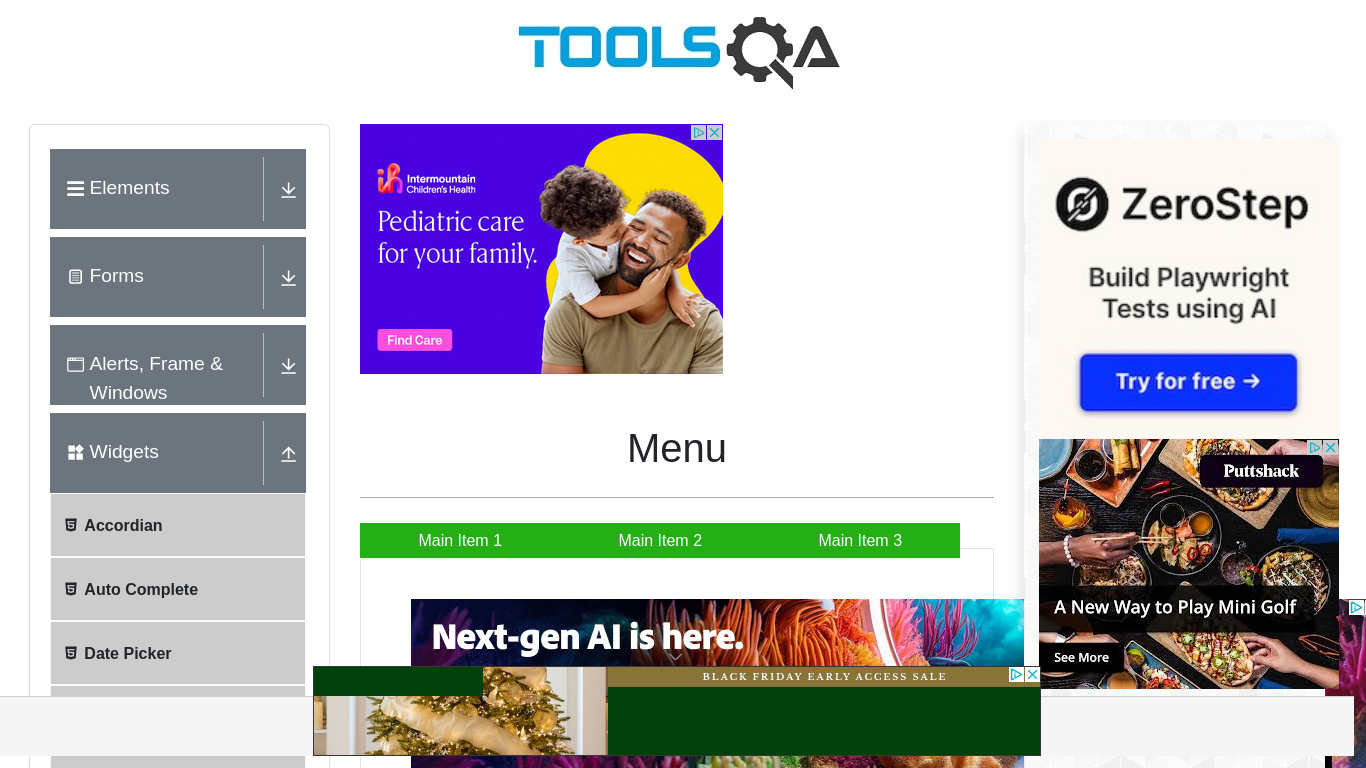 TOOLSQA
Elements
Forms
Alerts, Frame &
Windows
Widgets
Accordian
Auto Complete
Date Picker
Intermountain
Children's Health
Pediatric care
for your family.
Find Care
Menu
Main Item 1
Main Item 2
Main Item 3
Next-gen AI is here.
BLACK FRIDAY EARLY ACCESS SALE
ZeroStep
Build Playwright
Tests using AI
Try for free →
Puttshack
A New Way to Play Mini Golf
See More